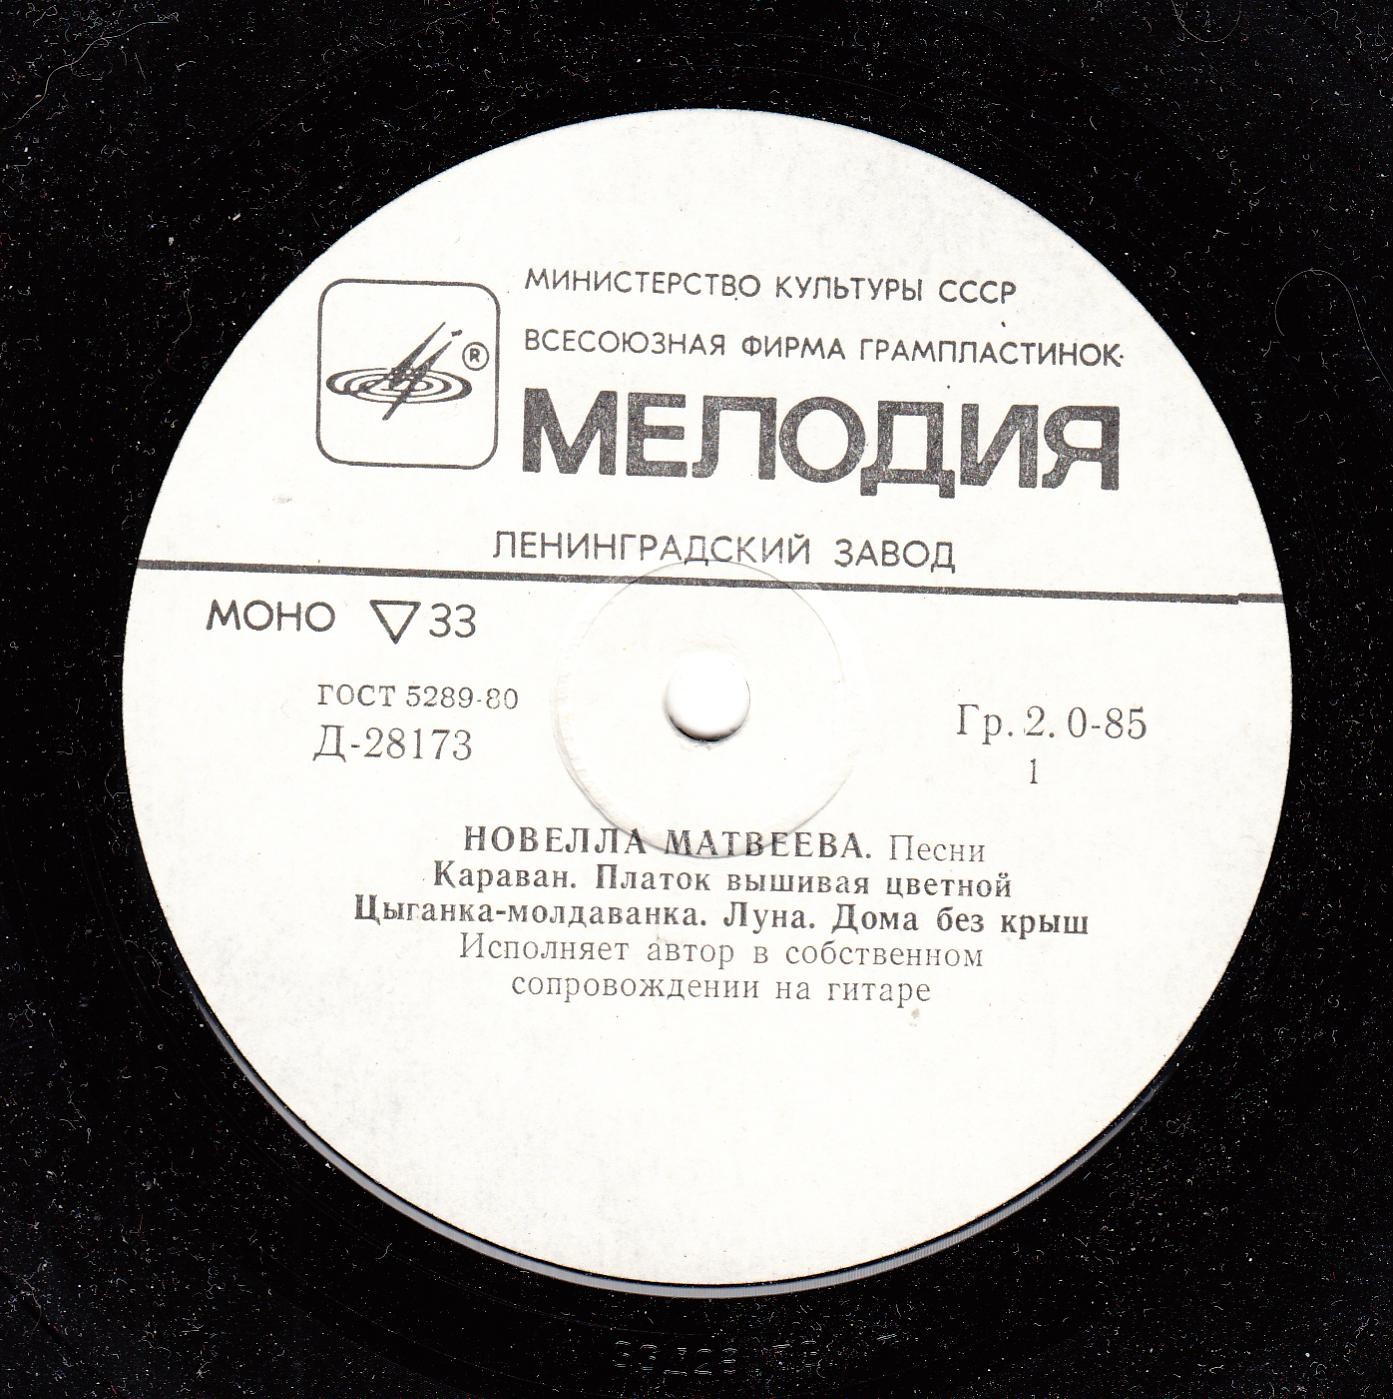 МИНИСТЕРСТВО КУЛЬТУРЫ СССР
ВСЕСОЮЗНАЯ ФИРМА ГРАМПЛАСТИНОК
®
МЕЛОДИЯ
ЛЕНИНГРАДСКИЙ ЗАВОД
МОНО ▽33
ГОСТ 5289-80
Д-28173
Гр. 2. 0-85
1
НОВЕЛЛА МАТВЕЕВА. Песни
Караван. Платок вышивая цветной
Цыганка-молдаванка. Луна. Дома без крыш
Исполняет автор в собственном
сопровождении на гитаре